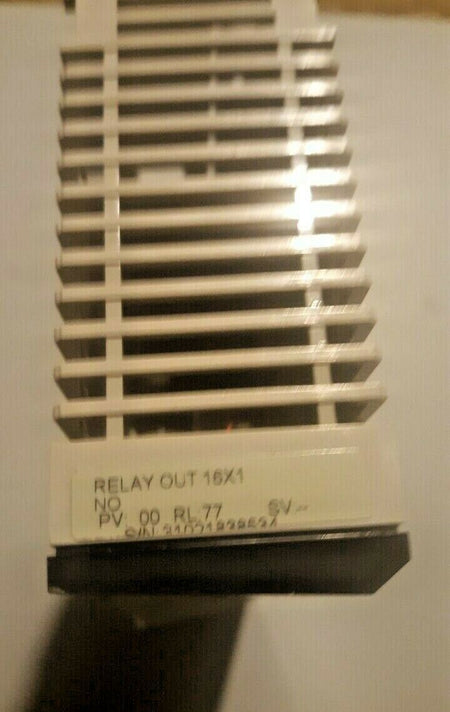 RELAY OUT 16X1
NO
PV: 00 RL:77 SV:--
S/N